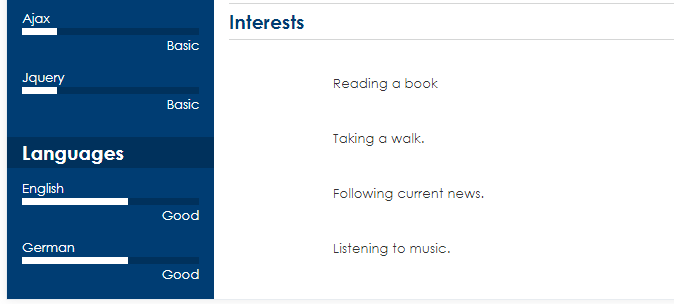 Ajax
Basic
Jquery
Basic
Languages
English
Good
German
Good
Interests
Reading a book
Taking a walk.
Following current news.
Listening to music.